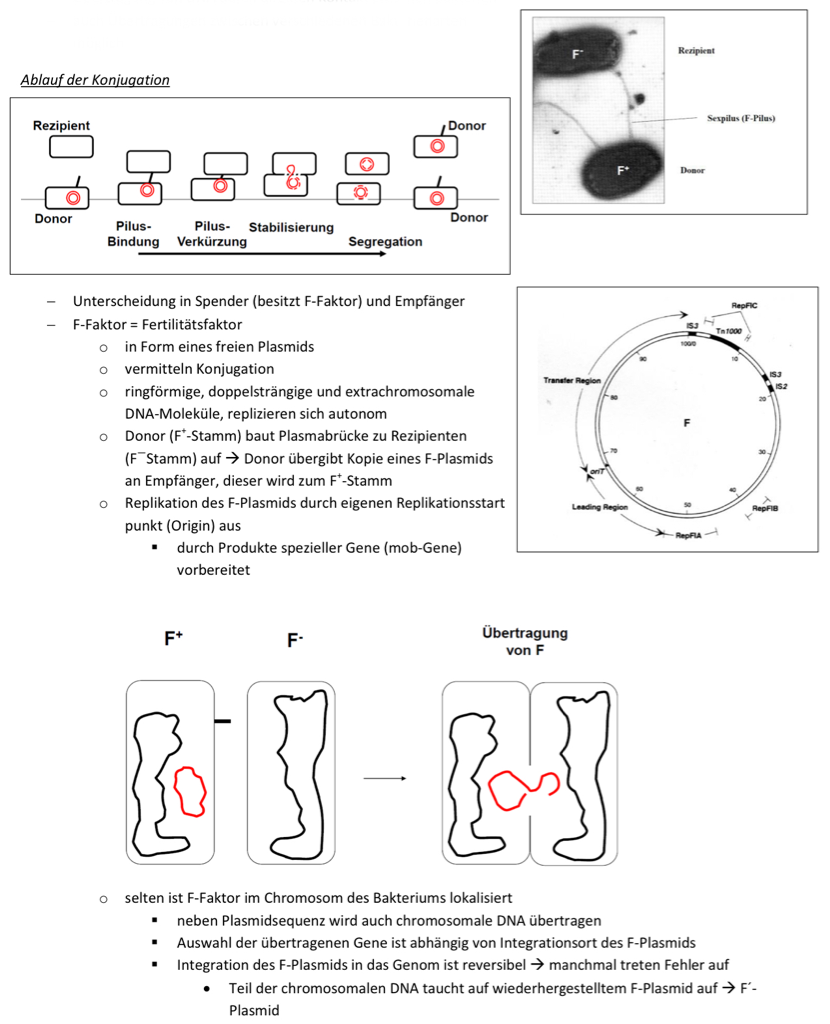 Ablauf der Konjugation
Rezipient
Donor
Donor
Donor
Pilus-
Bindung
Pilus-
Verkürzung
Stabilisierung
Segregation
F-
Rezipient
Sexpilus (F-Pilus)
F+
Donor
– Unterscheidung in Spender (besitzt F-Faktor) und Empfänger
– F-Faktor = Fertilitätsfaktor
o in Form eines freien Plasmids
o vermitteln Konjugation
o ringförmige, doppelsträngige und extrachromosomale
DNA-Moleküle, replizieren sich autonom
o Donor (F⁺-Stamm) baut Plasmabrücke zu Rezipienten
(F⁻Stamm) auf → Donor übergibt Kopie eines F-Plasmids
an Empfänger, dieser wird zum F⁺-Stamm
o Replikation des F-Plasmids durch eigenen Replikationsstart
punkt (Origin) aus
▪ durch Produkte spezieller Gene (mob-Gene)
vorbereitet
RepFIC
IS3
Tn1000
100/0
10
90
IS3
IS2
Transfer Region
80
20
F
70
30
oriT
60
40
50
Leading Region
RepFIB
RepFIA
F+
F-
Übertragung
von F
o selten ist F-Faktor im Chromosom des Bakteriums lokalisiert
▪ neben Plasmidsequenz wird auch chromosomale DNA übertragen
▪ Auswahl der übertragenen Gene ist abhängig von Integrationsort des F-Plasmids
▪ Integration des F-Plasmids in das Genom ist reversibel → manchmal treten Fehler auf
• Teil der chromosomalen DNA taucht auf wiederhergestelltem F-Plasmid auf → F´-
Plasmid